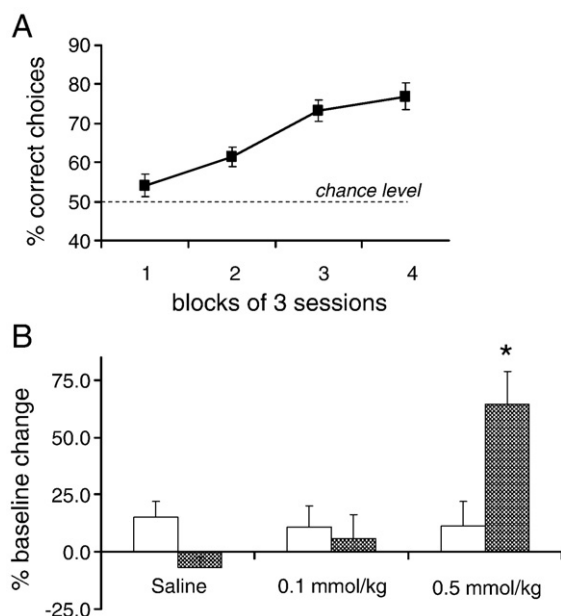 A
% correct choices
90
80
70
60
50
40
chance level
1 2 3 4
blocks of 3 sessions
B
% baseline change
75.0
50.0
25.0
0.0
-25.0
*
Saline 0.1 mmol/kg 0.5 mmol/kg